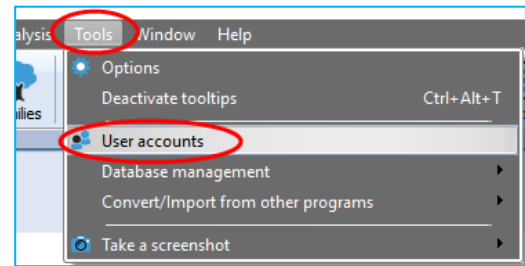 alysis Tools Window Help
ilies
Options
Deactivate tooltips Ctrl+Alt+T
User accounts
Database management
Convert/Import from other programs
Take a screenshot